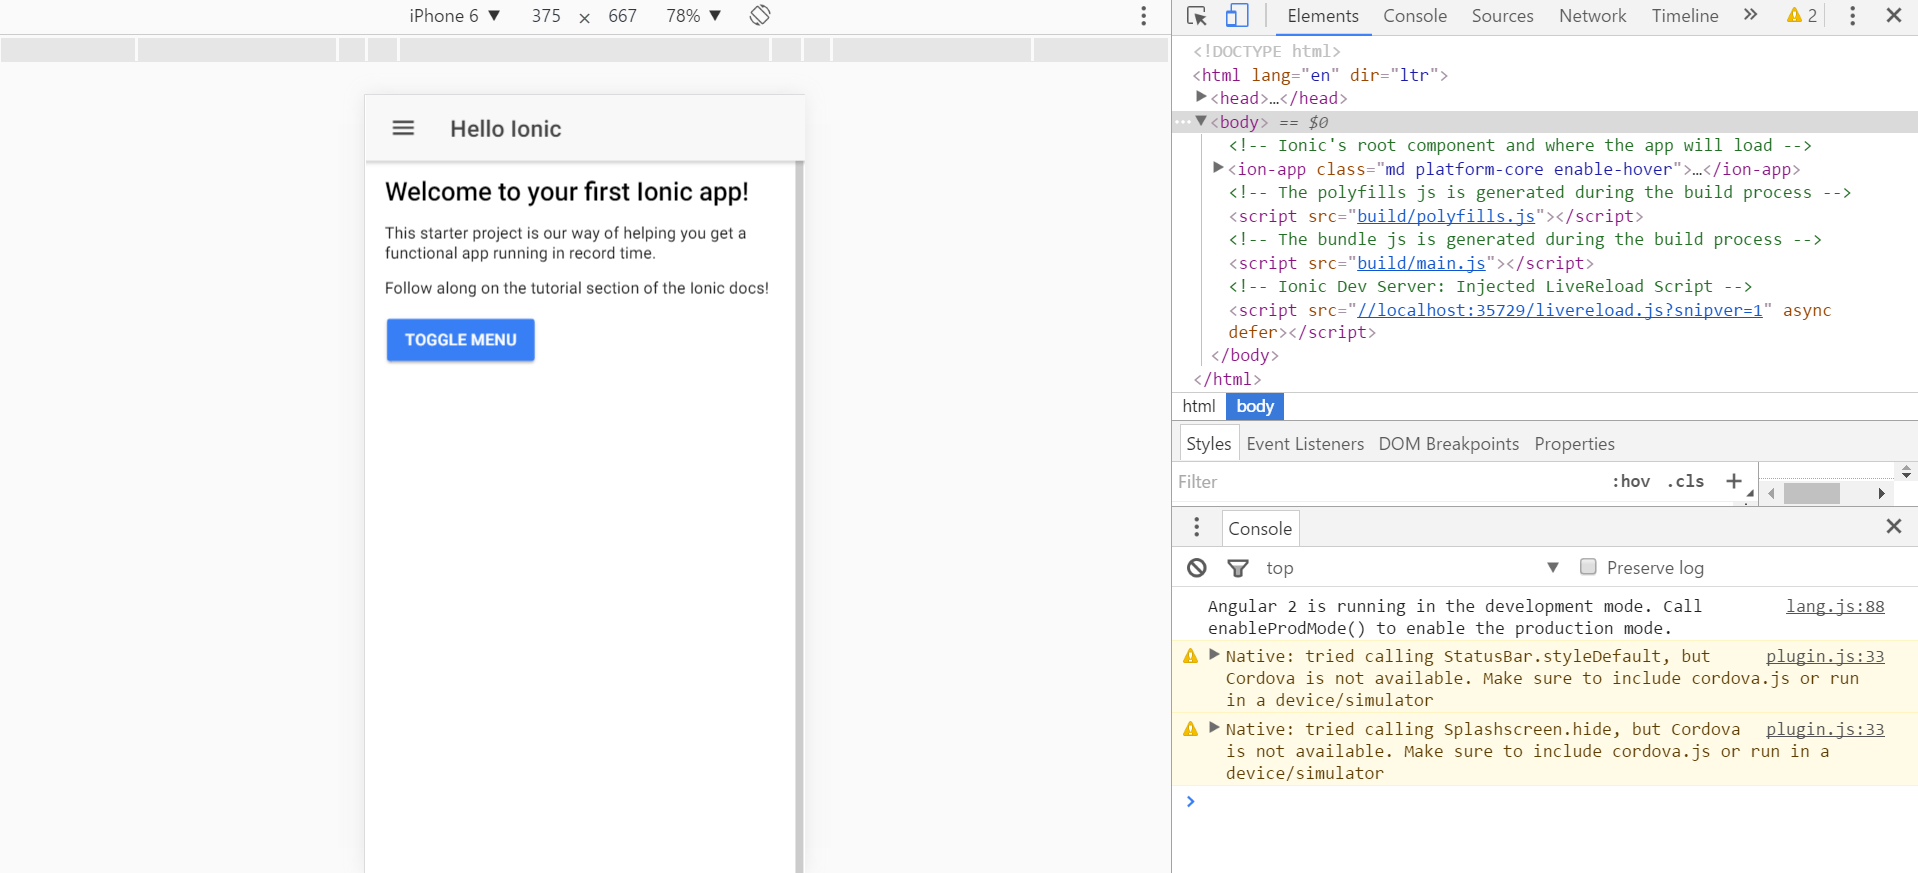 iPhone 6 ▼ 375 × 667 78% ▼
Hello Ionic
Welcome to your first Ionic app!
This starter project is our way of helping you get a
functional app running in record time.
Follow along on the tutorial section of the Ionic docs!
TOGGLE MENU
Elements Console Sources Network Timeline » 2
<!DOCTYPE html>
<html lang="en" dir="ltr">
<head>…</head>
<body> == $0
<!-- Ionic's root component and where the app will load -->
<ion-app class="md platform-core enable-hover">…</ion-app>
<!-- The polyfills js is generated during the build process -->
<script src="build/polyfills.js"></script>
<!-- The bundle js is generated during the build process -->
<script src="build/main.js"></script>
<!-- Ionic Dev Server: Injected LiveReload Script -->
<script src="//localhost:35729/livereload.js?snipver=1" async
defer></script>
</body>
</html>
html body
Styles Event Listeners DOM Breakpoints Properties
Filter :hov .cls +
Console
top ▼ Preserve log
Angular 2 is running in the development mode. Call lang.js:88
enableProdMode() to enable the production mode.
Native: tried calling StatusBar.styleDefault, but plugin.js:33
Cordova is not available. Make sure to include cordova.js or run
in a device/simulator
Native: tried calling Splashscreen.hide, but Cordova plugin.js:33
is not available. Make sure to include cordova.js or run in a
device/simulator